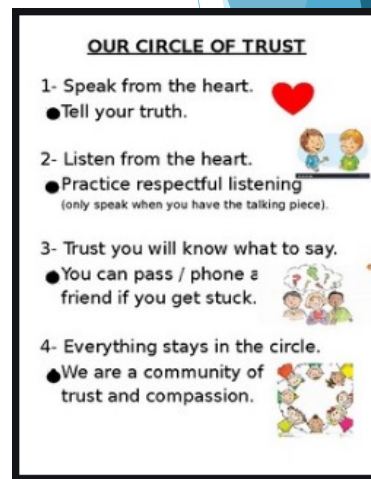 OUR CIRCLE OF TRUST
1- Speak from the heart.
●Tell your truth.
2- Listen from the heart.
●Practice respectful listening
(only speak when you have the talking piece).
3- Trust you will know what to say.
●You can pass / phone a
friend if you get stuck.
4- Everything stays in the circle.
●We are a community of
trust and compassion.